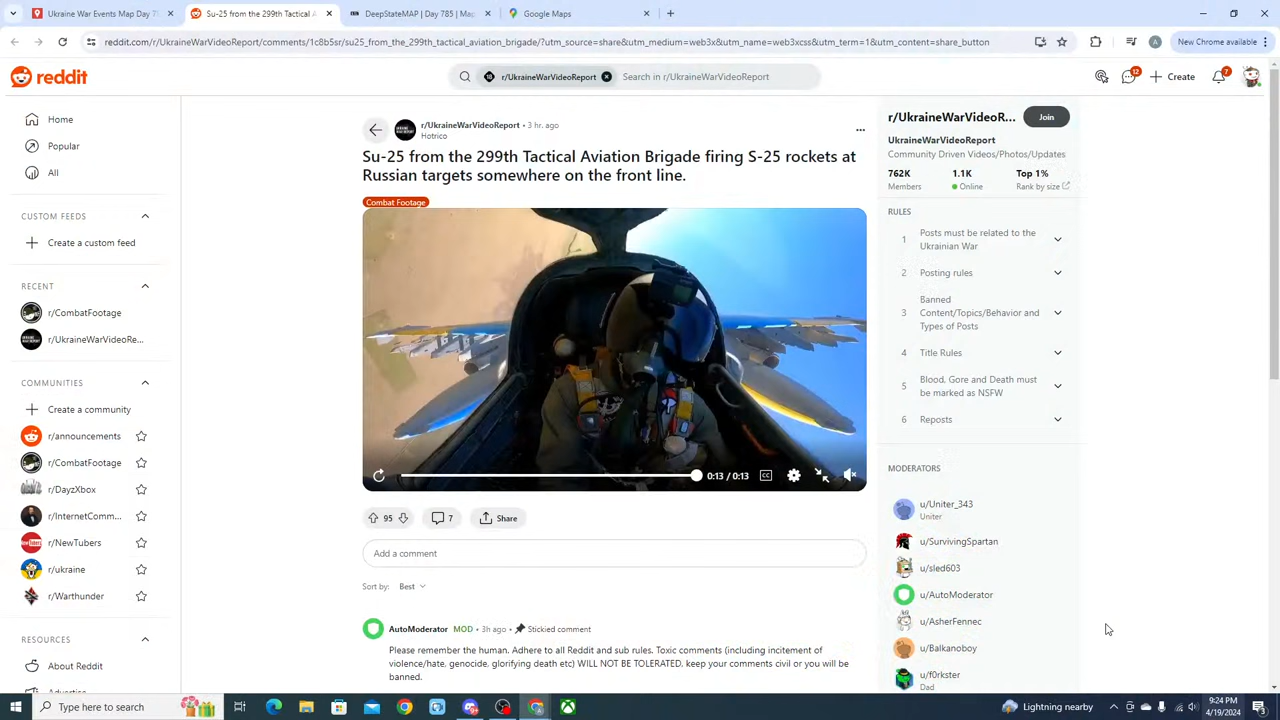 Ukraine War Events Map Day 75
Su-25 from the 299th Tactical A
DeepStateMAP | Day 785 | Map
Google Maps
reddit.com/r/UkraineWarVideoReport/comments/1c8b5sr/su25_from_the_299th_tactical_aviation_brigade/?utm_source=share&utm_medium=web3x&utm_name=web3xcss&utm_term=1&utm_content=share_button
A
New Chrome available
reddit
r/UkraineWarVideoReport
Search in r/UkraineWarVideoReport
12
Create
7
Home
Popular
All
CUSTOM FEEDS
Create a custom feed
RECENT
r/CombatFootage
r/UkraineWarVideoRe...
COMMUNITIES
Create a community
r/announcements
r/CombatFootage
r/DayzXbox
r/InternetComm...
r/NewTubers
r/ukraine
r/Warthunder
RESOURCES
About Reddit
Advertise
r/UkraineWarVideoReport • 3 hr. ago
Hotrico
Su-25 from the 299th Tactical Aviation Brigade firing S-25 rockets at
Russian targets somewhere on the front line.
Combat Footage
0:13 / 0:13
CC
95
7
Share
Add a comment
Sort by: Best
AutoModerator MOD • 3h ago • Stickied comment
Please remember the human. Adhere to all Reddit and sub rules. Toxic comments (including incitement of
violence/hate, genocide, glorifying death etc) WILL NOT BE TOLERATED, keep your comments civil or you will be
banned.
r/UkraineWarVideoR...
Join
UkraineWarVideoReport
Community Driven Videos/Photos/Updates
762K 1.1K Top 1%
Members Online Rank by size
RULES
1 Posts must be related to the
Ukrainian War
2 Posting rules
3 Banned
Content/Topics/Behavior and
Types of Posts
4 Title Rules
5 Blood, Gore and Death must
be marked as NSFW
6 Reposts
MODERATORS
u/Uniter_343
Uniter
u/SurvivingSpartan
u/sled603
u/AutoModerator
u/AsherFennec
u/Balkanoboy
u/f0rkster
Dad
Type here to search
Lightning nearby
9:24 PM
4/19/2024